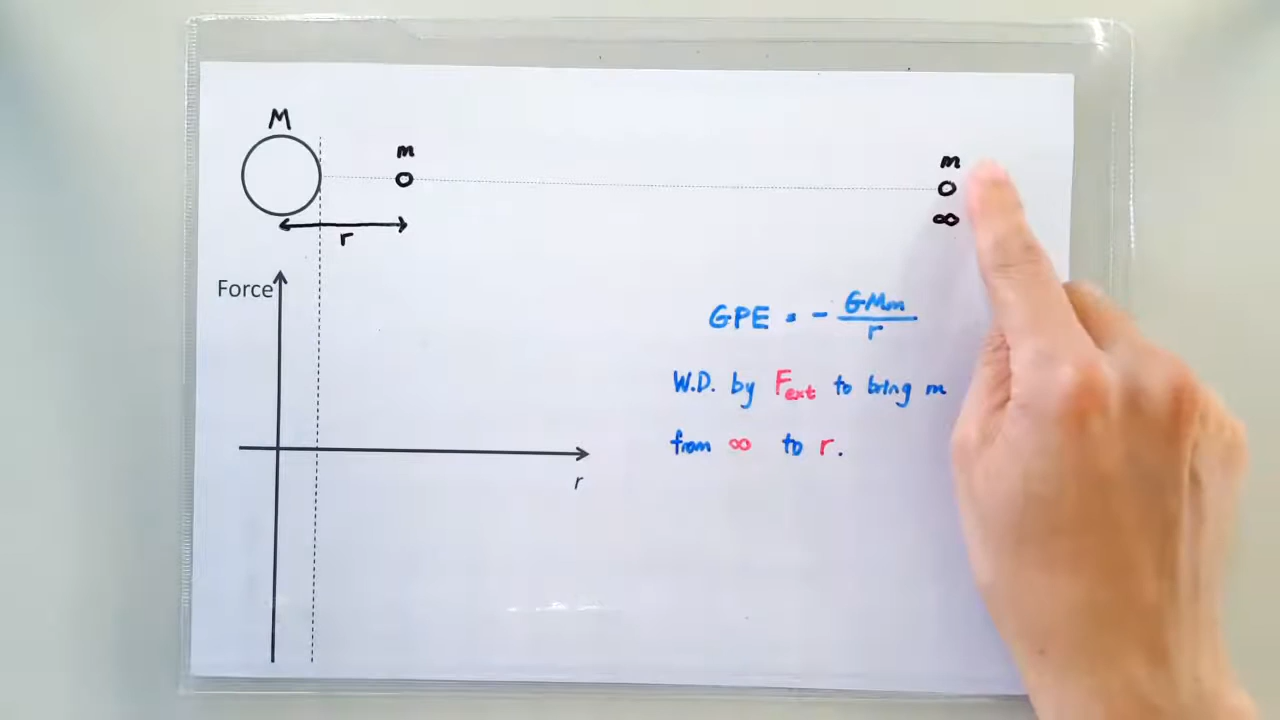 M
m
m
∞
r
Force
GPE = - GMm / r
W.D. by Fext to bring m
from ∞ to r.
r